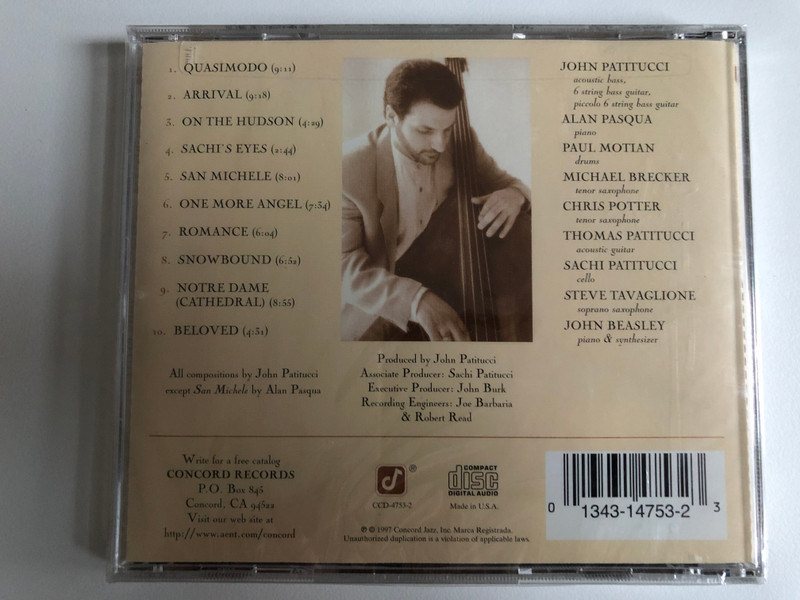 1. QUASIMODO (9:11)
2. ARRIVAL (9:18)
3. ON THE HUDSON (4:29)
4. SACHI'S EYES (2:44)
5. SAN MICHELE (8:01)
6. ONE MORE ANGEL (7:34)
7. ROMANCE (6:04)
8. SNOWBOUND (6:52)
9. NOTRE DAME
(CATHEDRAL) (8:55)
10. BELOVED (4:31)
All compositions by John Patitucci
except San Michele by Alan Pasqua
Produced by John Patitucci
Associate Producer: Sachi Patitucci
Executive Producer: John Burk
Recording Engineers: Joe Barbaria
& Robert Read
JOHN PATITUCCI
acoustic bass,
6 string bass guitar,
piccolo 6 string bass guitar
ALAN PASQUA
piano
PAUL MOTIAN
drums
MICHAEL BRECKER
tenor saxophone
CHRIS POTTER
tenor saxophone
THOMAS PATITUCCI
acoustic guitar
SACHI PATITUCCI
cello
STEVE TAVAGLIONE
soprano saxophone
JOHN BEASLEY
piano & synthesizer
Write for a free catalog
CONCORD RECORDS
P.O. Box 845
Concord, CA 94522
Visit our web site at
http://www.aent.com/concord
®
CCD-4753-2
COMPACT
disc
DIGITAL AUDIO
Made in U.S.A.
℗ © 1997 Concord Jazz, Inc. Marca Registrada.
Unauthorized duplication is a violation of applicable laws.
0 1343-14753-2 3